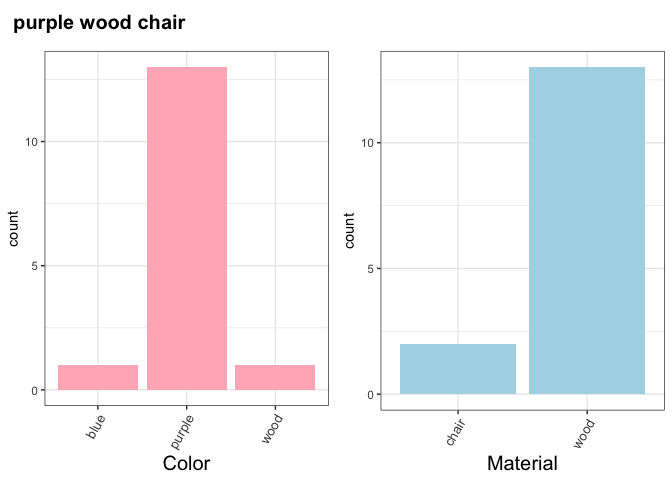 purple wood chair
count
10
5
0
blue
purple
wood
Color
count
10
5
0
chair
wood
Material